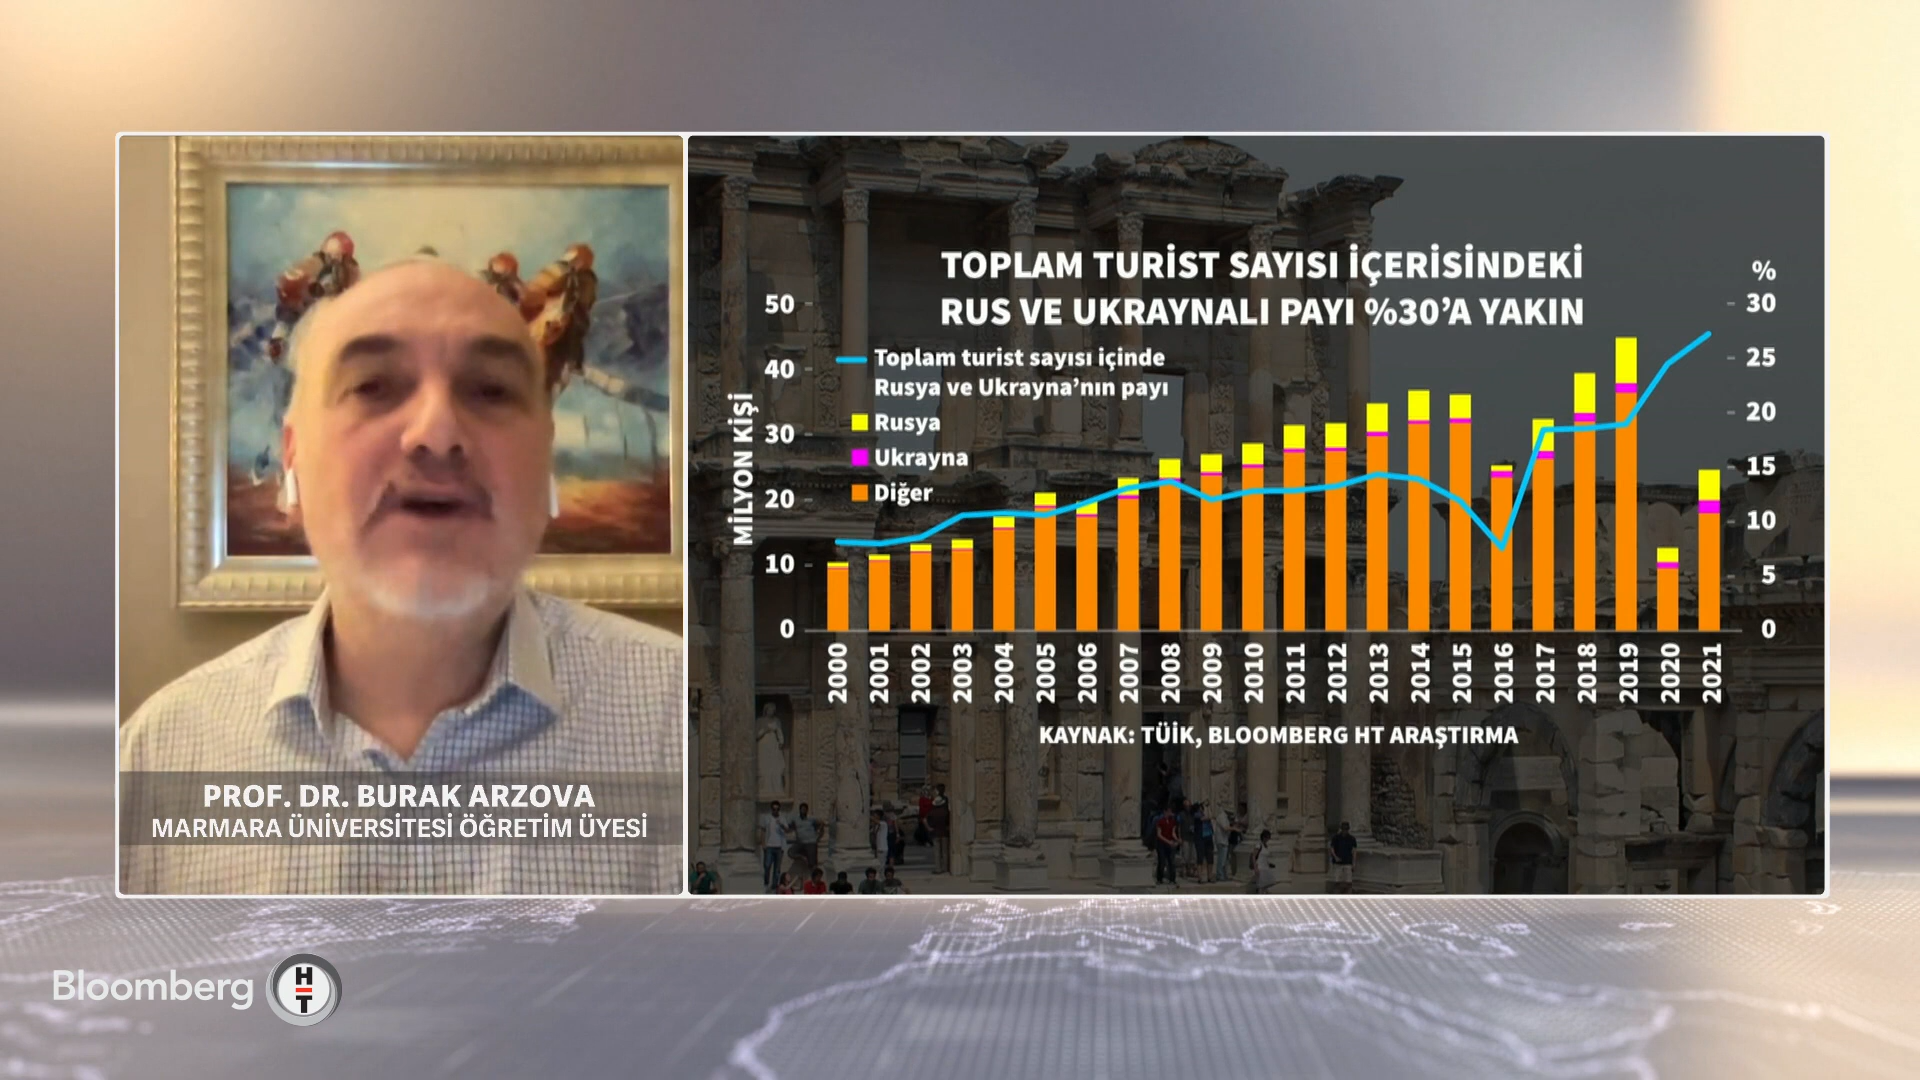 TOPLAM TURİST SAYISI İÇERİSİNDEKİ
RUS VE UKRAYNALI PAYI %30'A YAKIN
%
50
40
30
20
10
0
MİLYON KİŞİ
Toplam turist sayısı içinde
Rusya ve Ukrayna'nın payı
Rusya
Ukrayna
Diğer
30
25
20
15
10
5
0
2000 2001 2002 2003 2004 2005 2006 2007 2008 2009 2010 2011 2012 2013 2014 2015 2016 2017 2018 2019 2020 2021
KAYNAK: TÜİK, BLOOMBERG HT ARAŞTIRMA
PROF. DR. BURAK ARZOVA
MARMARA ÜNİVERSİTESİ ÖĞRETİM ÜYESİ
Bloomberg HT